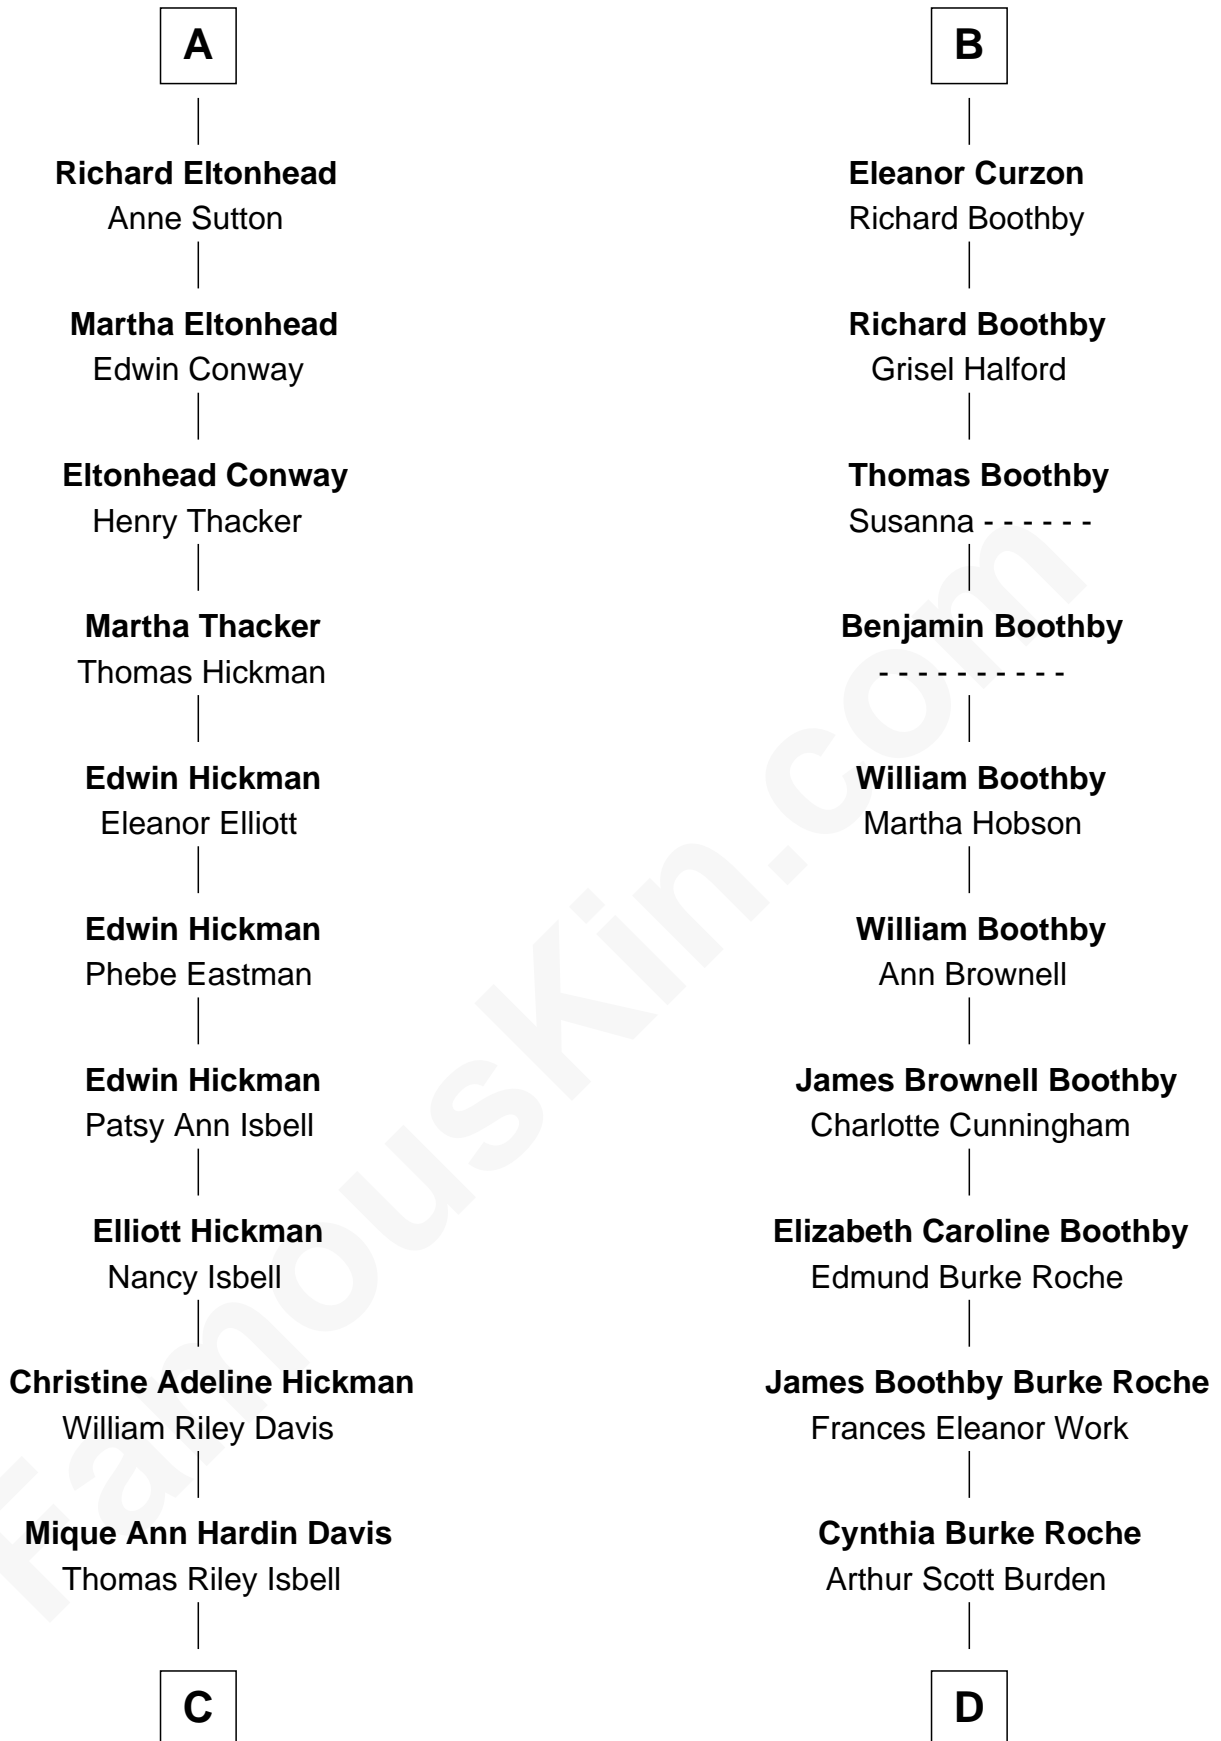 A
Richard Eltonhead
Anne Sutton
Martha Eltonhead
Edwin Conway
Eltonhead Conway
Henry Thacker
Martha Thacker
Thomas Hickman
Edwin Hickman
Eleanor Elliott
Edwin Hickman
Phebe Eastman
Edwin Hickman
Patsy Ann Isbell
Elliott Hickman
Nancy Isbell
Christine Adeline Hickman
William Riley Davis
Mique Ann Hardin Davis
Thomas Riley Isbell
C
B
Eleanor Curzon
Richard Boothby
Richard Boothby
Grisel Halford
Thomas Boothby
Susanna - - - - - -
Benjamin Boothby
- - - - - - - - - -
William Boothby
Martha Hobson
William Boothby
Ann Brownell
James Brownell Boothby
Charlotte Cunningham
Elizabeth Caroline Boothby
Edmund Burke Roche
James Boothby Burke Roche
Frances Eleanor Work
Cynthia Burke Roche
Arthur Scott Burden
D
FamousKin.com